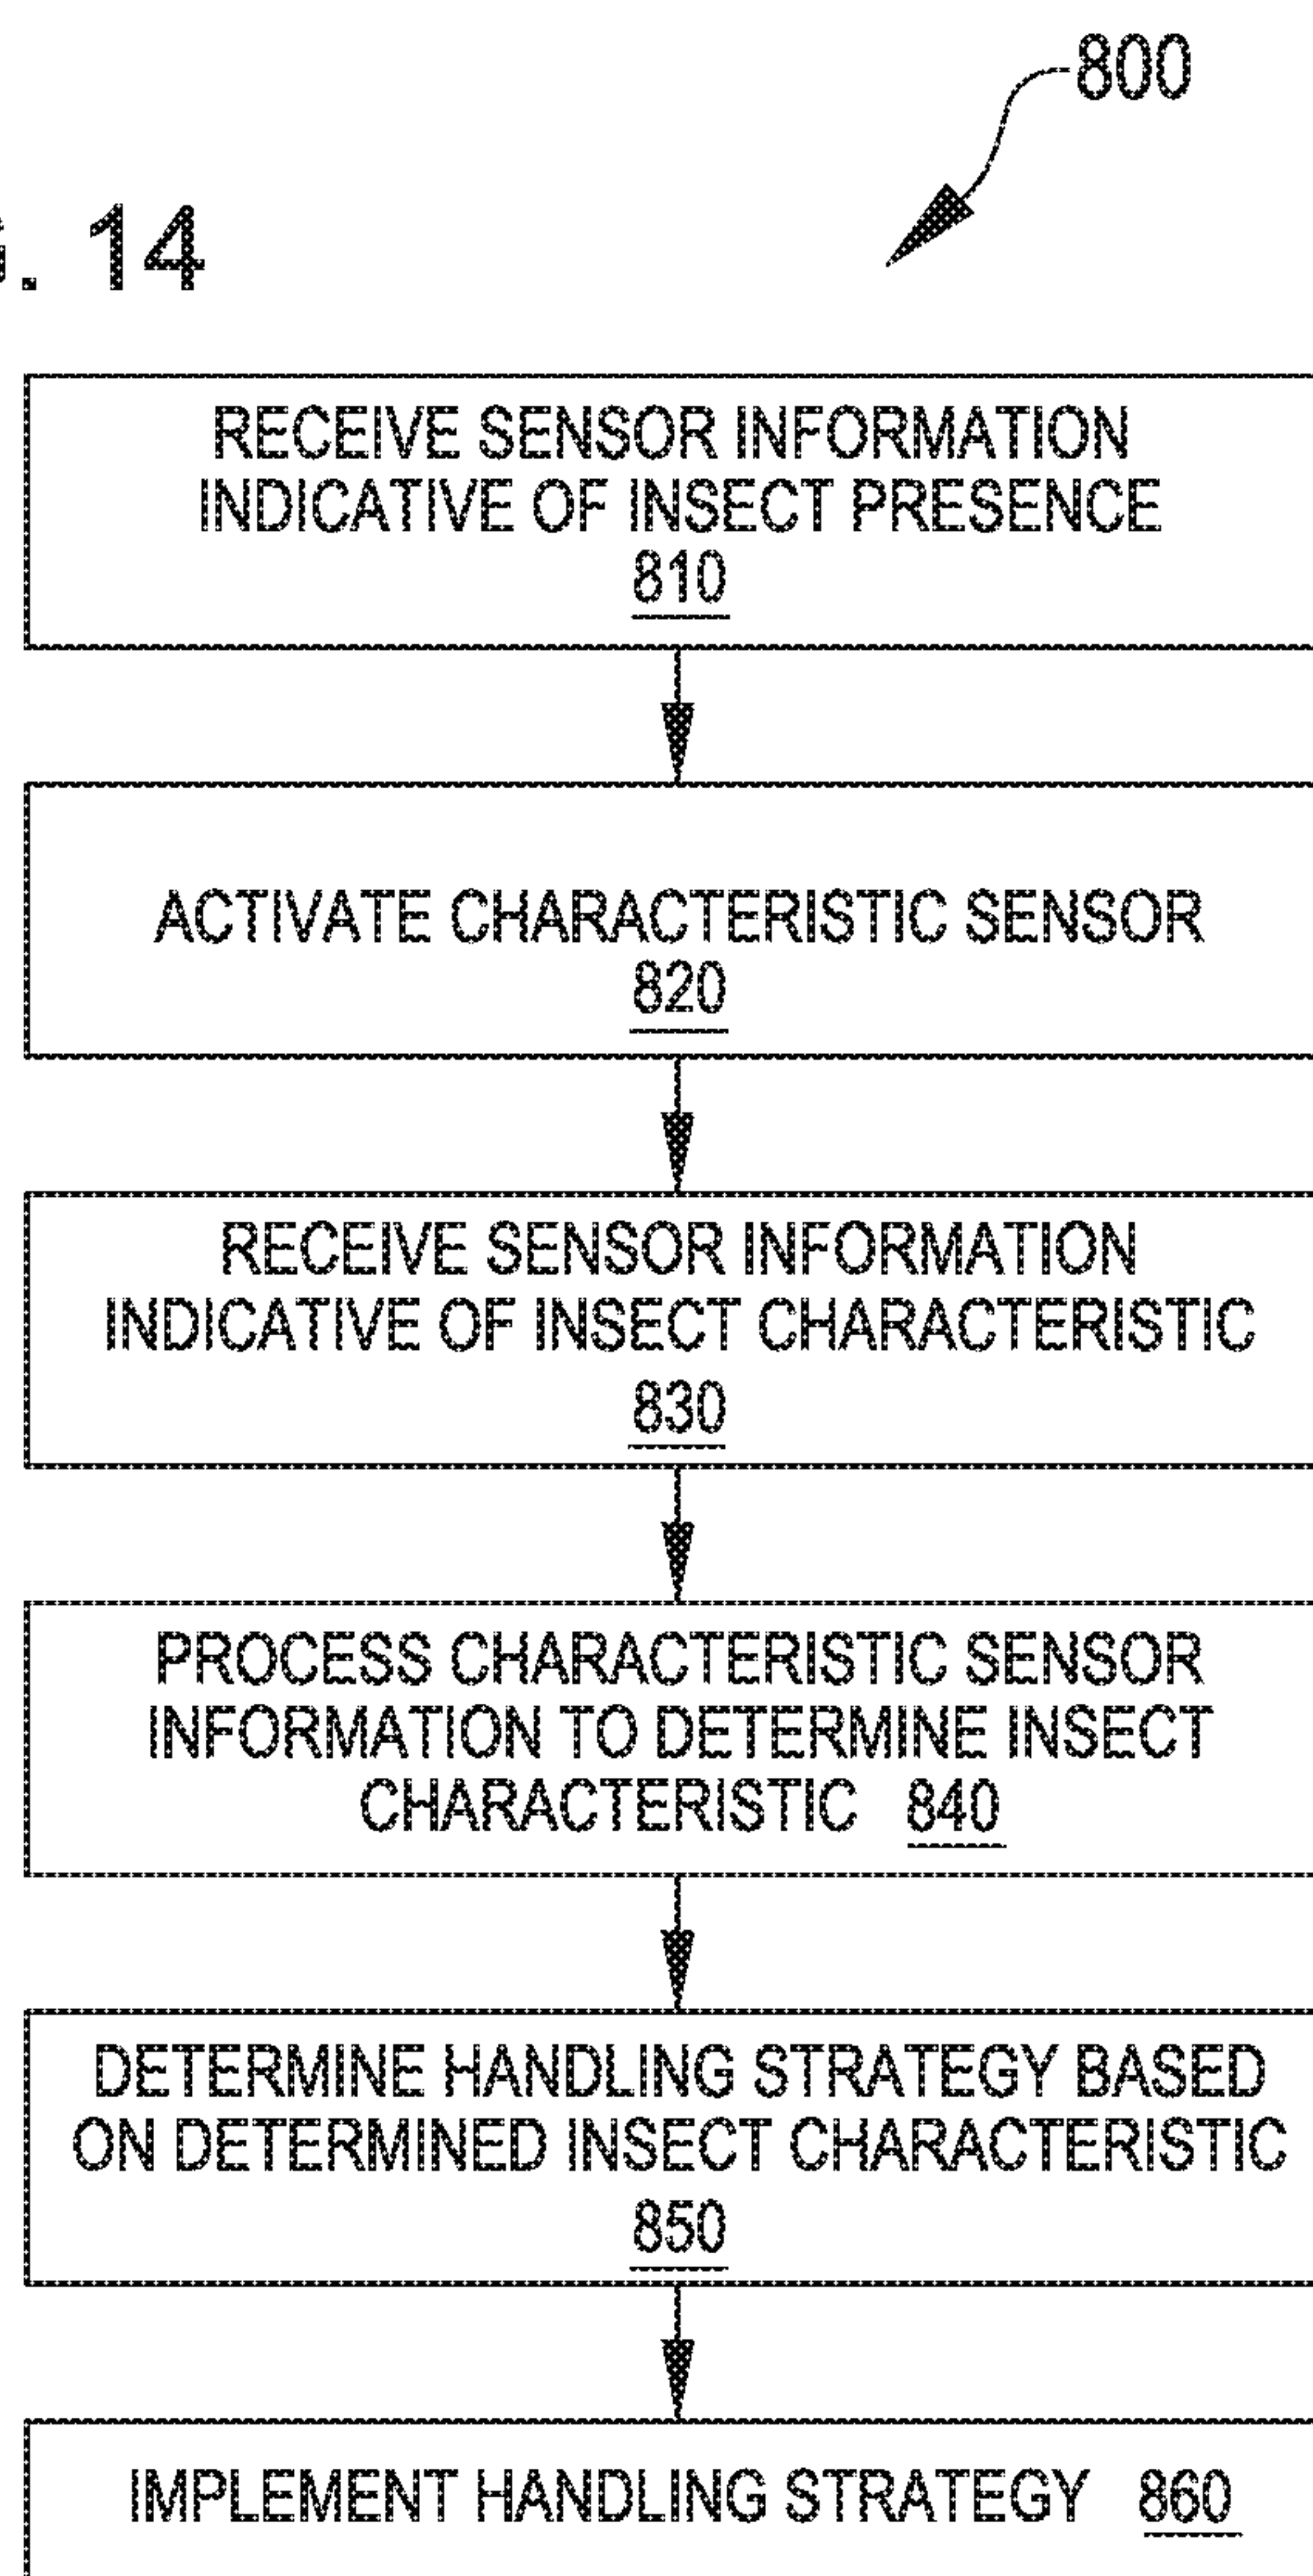 800
. 14
RECEIVE SENSOR INFORMATION
INDICATIVE OF INSECT PRESENCE
810
ACTIVATE CHARACTERISTIC SENSOR
820
RECEIVE SENSOR INFORMATION
INDICATIVE OF INSECT CHARACTERISTIC
830
PROCESS CHARACTERISTIC SENSOR
INFORMATION TO DETERMINE INSECT
CHARACTERISTIC 840
DETERMINE HANDLING STRATEGY BASED
ON DETERMINED INSECT CHARACTERISTIC
850
IMPLEMENT HANDLING STRATEGY 860